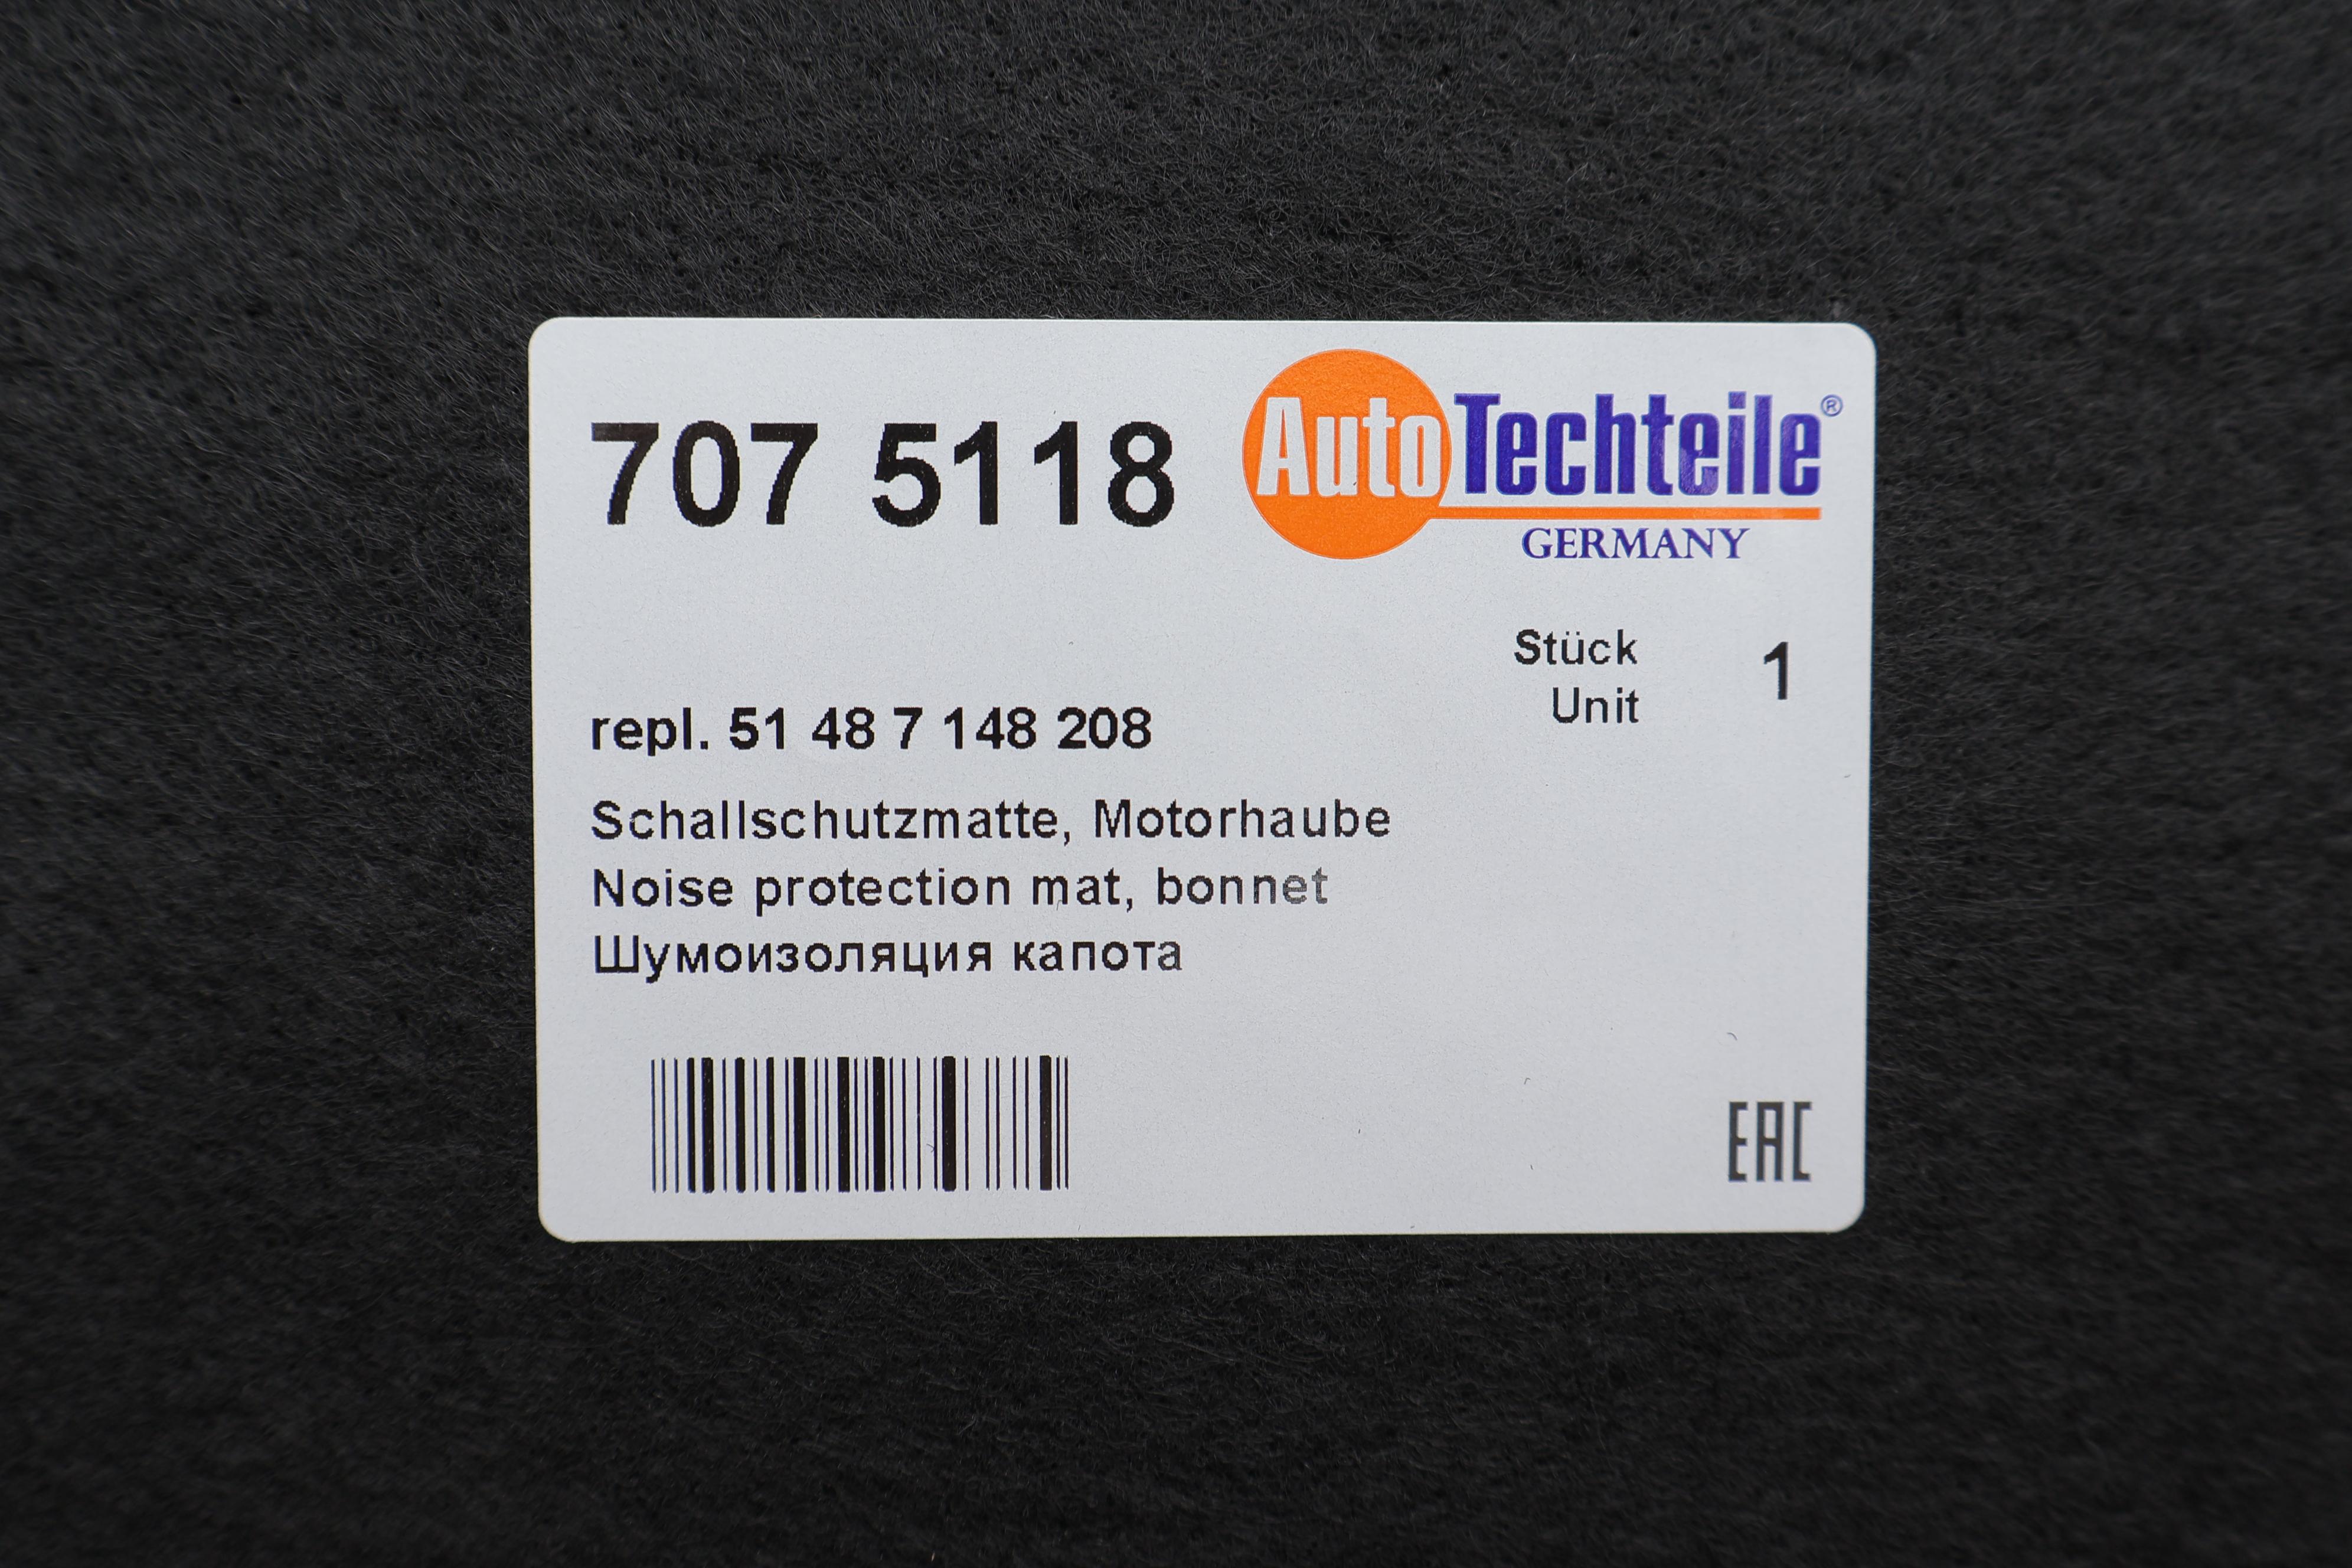 707 5118
AutoTechteile®
GERMANY
Stück 1
Unit
repl. 51 48 7 148 208
Schallschutzmatte, Motorhaube
Noise protection mat, bonnet
Шумоизоляция капота
EAC